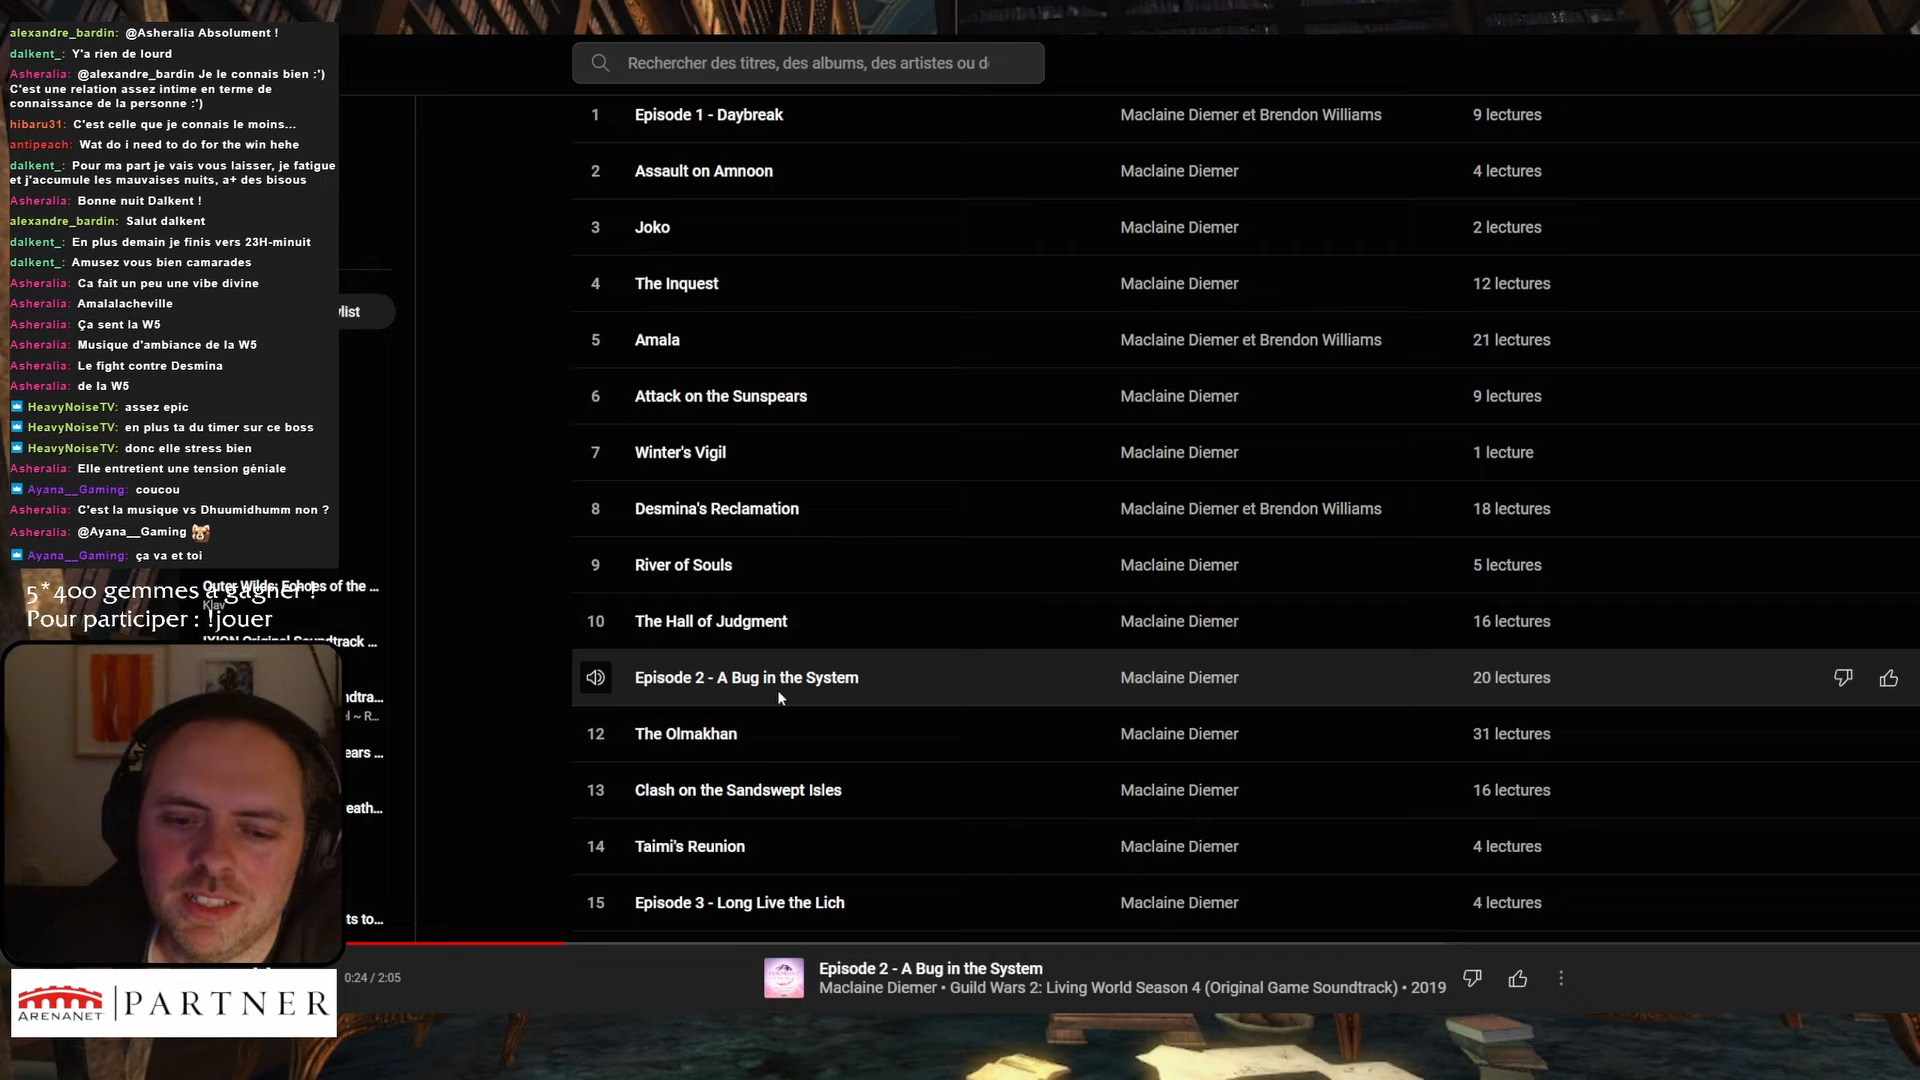 alexandre_bardin: @Asheralia Absolument !
dalkent_: Y'a rien de lourd
Asheralia: @alexandre_bardin Je le connais bien :')
C'est une relation assez intime en terme de
connaissance de la personne :')
hibaru31: C'est celle que je connais le moins...
antipeach: Wat do i need to do for the win hehe
dalkent_: Pour ma part je vais vous laisser, je fatigue
et j'accumule les mauvaises nuits, a+ des bisous
Asheralia: Bonne nuit Dalkent !
alexandre_bardin: Salut dalkent
dalkent_: En plus demain je finis vers 23H-minuit
dalkent_: Amusez vous bien camarades
Asheralia: Ca fait un peu une vibe divine
Asheralia: Amalalacheville
Asheralia: Ça sent la W5
Asheralia: Musique d'ambiance de la W5
Asheralia: Le fight contre Desmina
Asheralia: de la W5
HeavyNoiseTV: assez epic
HeavyNoiseTV: en plus ta du timer sur ce boss
HeavyNoiseTV: donc elle stress bien
Asheralia: Elle entretient une tension géniale
Ayana__Gaming: coucou
Asheralia: C'est la musique vs Dhuumidhumm non ?
Asheralia: @Ayana__Gaming
Ayana__Gaming: ça va et toi
5*400 gemmes à gagner !
Pour participer : !jouer
ylist
Outer Wilds: Echoes of the ...
Klav
IXION Original Soundtrack ...
ndtra...
l ~ R...
ears ...
eath...
ts to...
ARENANET | PARTNER
Rechercher des titres, des albums, des artistes ou d
1 Episode 1 - Daybreak Maclaine Diemer et Brendon Williams 9 lectures
2 Assault on Amnoon Maclaine Diemer 4 lectures
3 Joko Maclaine Diemer 2 lectures
4 The Inquest Maclaine Diemer 12 lectures
5 Amala Maclaine Diemer et Brendon Williams 21 lectures
6 Attack on the Sunspears Maclaine Diemer 9 lectures
7 Winter's Vigil Maclaine Diemer 1 lecture
8 Desmina's Reclamation Maclaine Diemer et Brendon Williams 18 lectures
9 River of Souls Maclaine Diemer 5 lectures
10 The Hall of Judgment Maclaine Diemer 16 lectures
Episode 2 - A Bug in the System Maclaine Diemer 20 lectures
12 The Olmakhan Maclaine Diemer 31 lectures
13 Clash on the Sandswept Isles Maclaine Diemer 16 lectures
14 Taimi's Reunion Maclaine Diemer 4 lectures
15 Episode 3 - Long Live the Lich Maclaine Diemer 4 lectures
0:24 / 2:05
Episode 2 - A Bug in the System
Maclaine Diemer • Guild Wars 2: Living World Season 4 (Original Game Soundtrack) • 2019